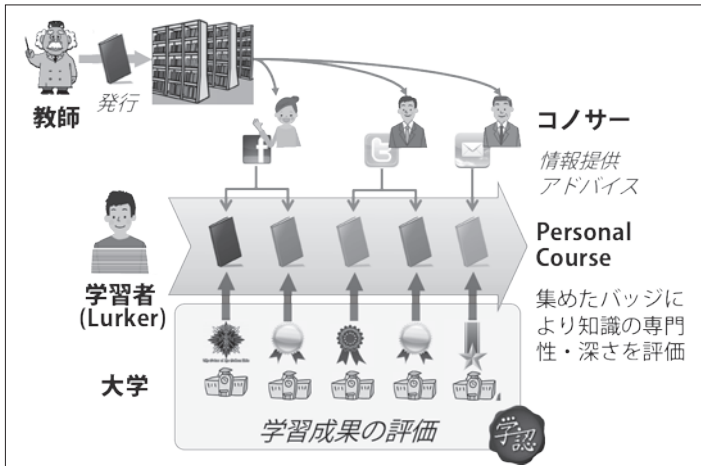 教師
発行
コノサー
情報提供
アドバイス
f
t
学習者
(Lurker)
Personal
Course
集めたバッジに
より知識の専門
性・深さを評価
大学
学習成果の評価
学認